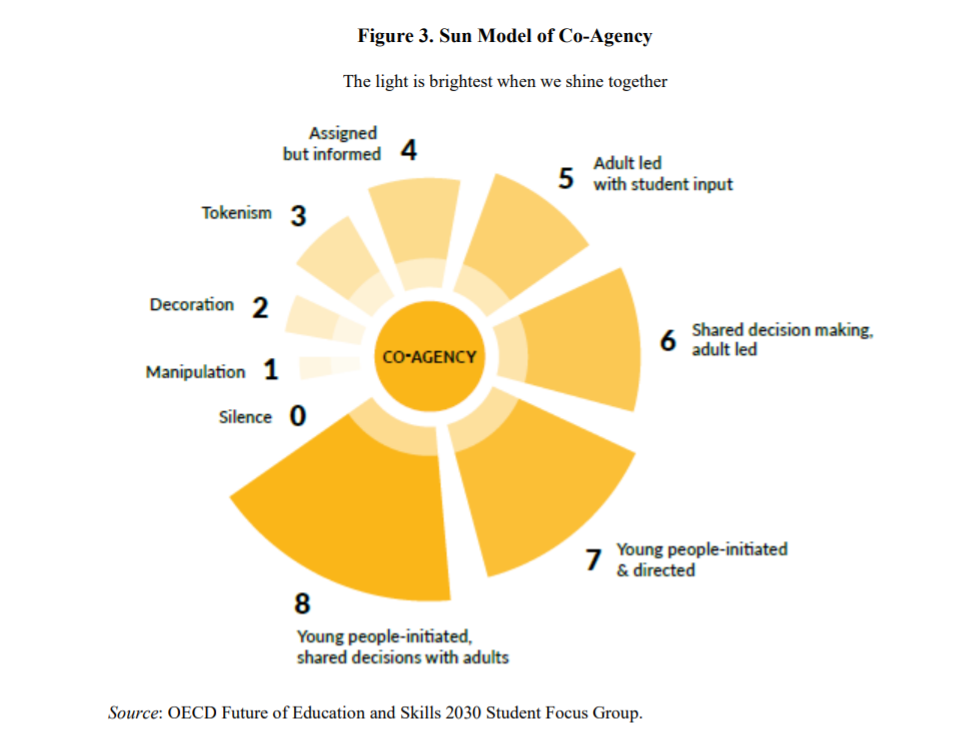 Figure 3. Sun Model of Co-Agency
The light is brightest when we shine together
Assigned
but informed 4
5 Adult led
with student input
Tokenism 3
Decoration 2
6 Shared decision making,
adult led
CO-AGENCY
Manipulation 1
Silence 0
7 Young people-initiated
& directed
8
Young people-initiated,
shared decisions with adults
Source: OECD Future of Education and Skills 2030 Student Focus Group.